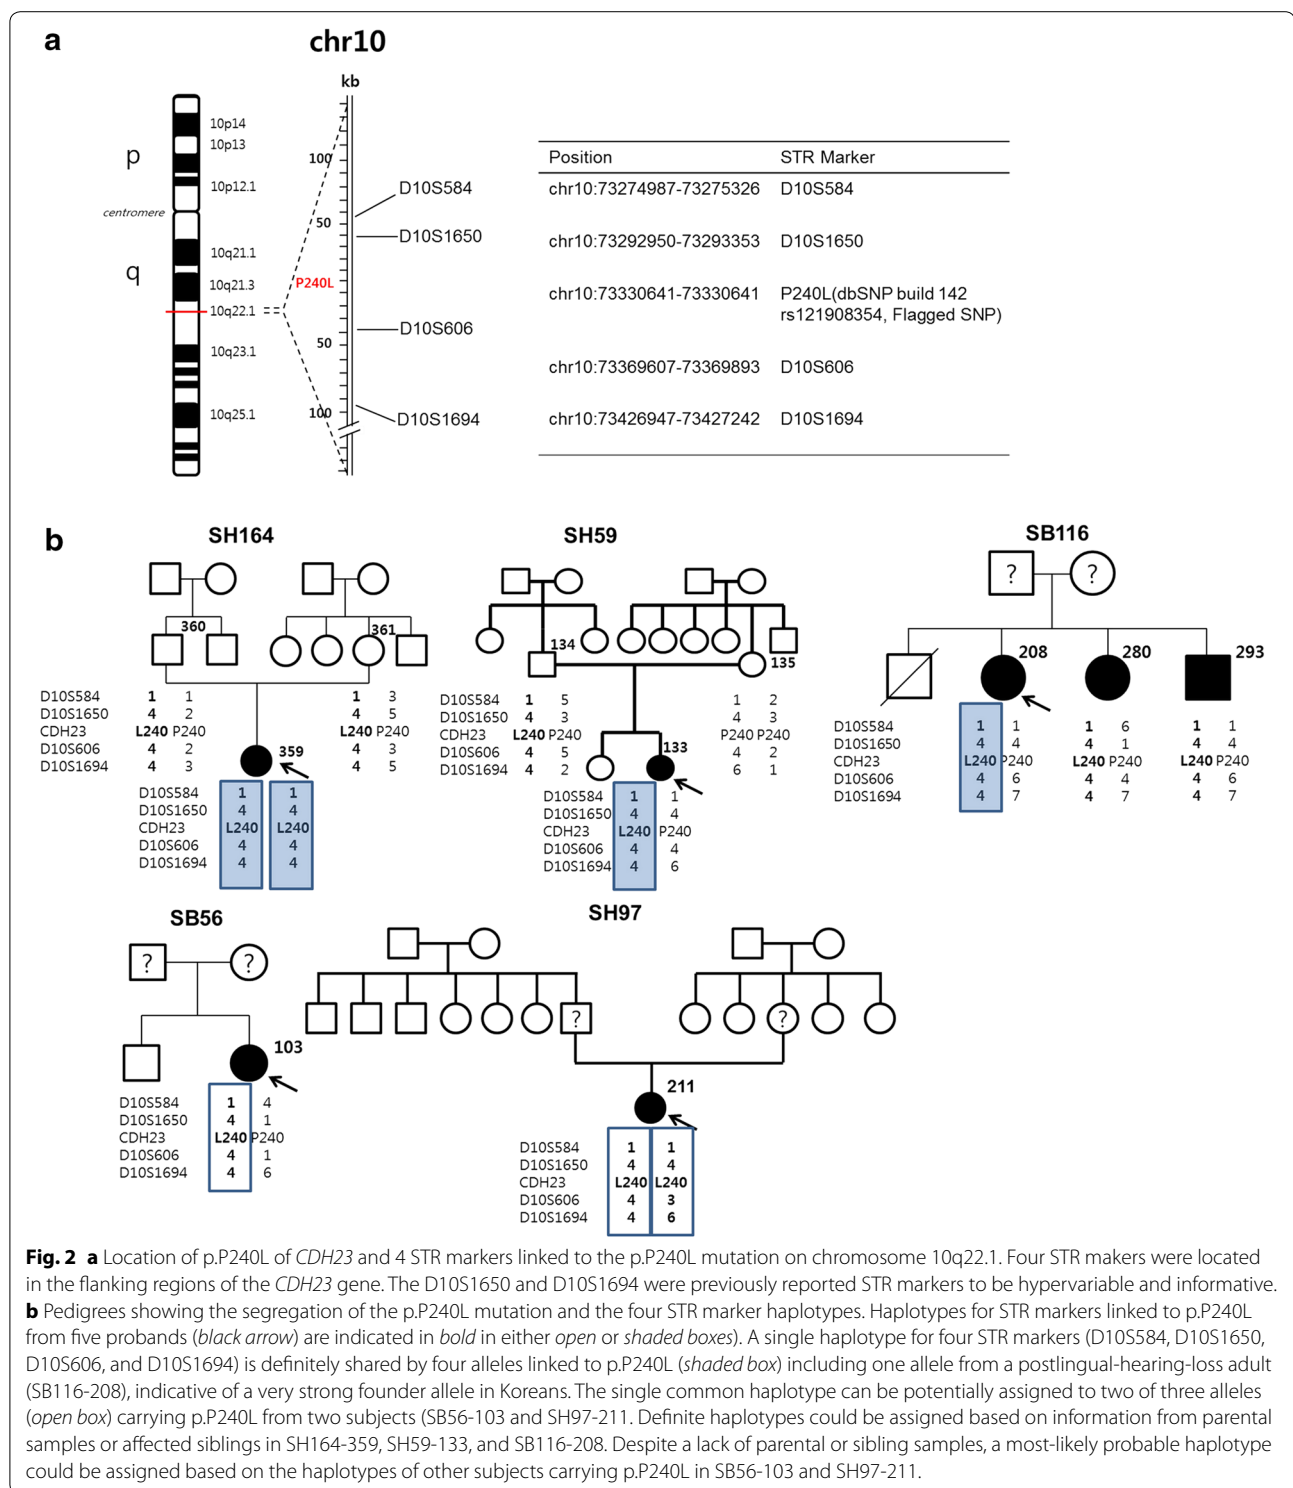 a
chr10
kb
p
q
centromere
10p14
10p13
10p12.1
10q21.1
10q21.3
10q22.1
10q23.1
10q25.1
100
50
P240L
50
100
D10S584
D10S1650
D10S606
D10S1694
Position STR Marker
chr10:73274987-73275326 D10S584
chr10:73292950-73293353 D10S1650
chr10:73330641-73330641 P240L(dbSNP build 142
rs121908354, Flagged SNP)
chr10:73369607-73369893 D10S606
chr10:73426947-73427242 D10S1694
b
SH164
360
361
D10S584 1 1 1 3
D10S1650 4 2 4 5
CDH23 L240 P240 L240 P240
D10S606 4 2 4 3
D10S1694 4 3 4 5
359
D10S584 1 1
D10S1650 4 4
CDH23 L240 L240
D10S606 4 4
D10S1694 4 4
SH59
134
135
D10S584 1 5 1 2
D10S1650 4 3 4 3
CDH23 L240 P240 P240 P240
D10S606 4 5 4 2
D10S1694 4 2 6 1
133
D10S584 1 1
D10S1650 4 4
CDH23 L240 P240
D10S606 4 4
D10S1694 4 6
SB116
? ?
208 280 293
D10S584 1 1 1 6 1 1
D10S1650 4 4 4 1 4 4
CDH23 L240 P240 L240 P240 L240 P240
D10S606 4 6 4 4 4 6
D10S1694 4 7 4 7 4 7
SB56
? ?
103
D10S584 1 4
D10S1650 4 1
CDH23 L240 P240
D10S606 4 1
D10S1694 4 6
SH97
? ?
211
D10S584 1 1
D10S1650 4 4
CDH23 L240 L240
D10S606 4 3
D10S1694 4 6
Fig. 2 a Location of p.P240L of CDH23 and 4 STR markers linked to the p.P240L mutation on chromosome 10q22.1. Four STR makers were located
in the flanking regions of the CDH23 gene. The D10S1650 and D10S1694 were previously reported STR markers to be hypervariable and informative.
b Pedigrees showing the segregation of the p.P240L mutation and the four STR marker haplotypes. Haplotypes for STR markers linked to p.P240L
from five probands (black arrow) are indicated in bold in either open or shaded boxes). A single haplotype for four STR markers (D10S584, D10S1650,
D10S606, and D10S1694) is definitely shared by four alleles linked to p.P240L (shaded box) including one allele from a postlingual-hearing-loss adult
(SB116-208), indicative of a very strong founder allele in Koreans. The single common haplotype can be potentially assigned to two of three alleles
(open box) carrying p.P240L from two subjects (SB56-103 and SH97-211. Definite haplotypes could be assigned based on information from parental
samples or affected siblings in SH164-359, SH59-133, and SB116-208. Despite a lack of parental or sibling samples, a most-likely probable haplotype
could be assigned based on the haplotypes of other subjects carrying p.P240L in SB56-103 and SH97-211.